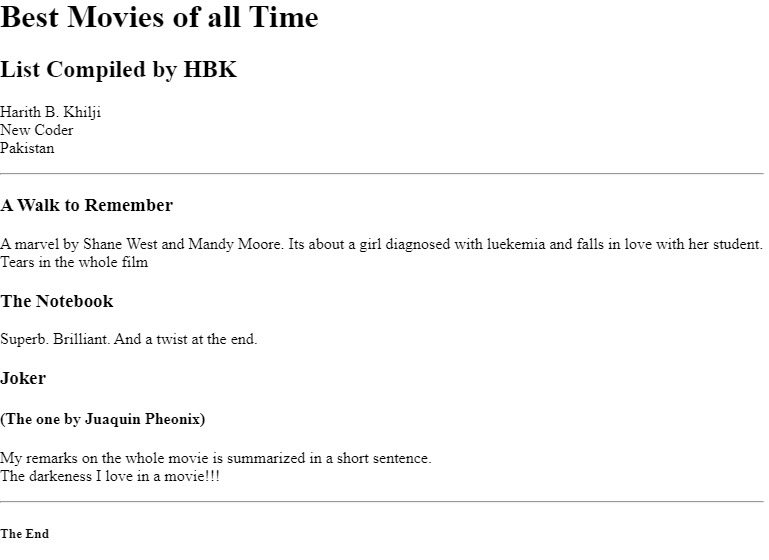 Best Movies of all Time
List Compiled by HBK
Harith B. Khilji
New Coder
Pakistan
A Walk to Remember
A marvel by Shane West and Mandy Moore. Its about a girl diagnosed with luekemia and falls in love with her student.
Tears in the whole film
The Notebook
Superb. Brilliant. And a twist at the end.
Joker
(The one by Juaquin Pheonix)
My remarks on the whole movie is summarized in a short sentence.
The darkeness I love in a movie!!!
The End